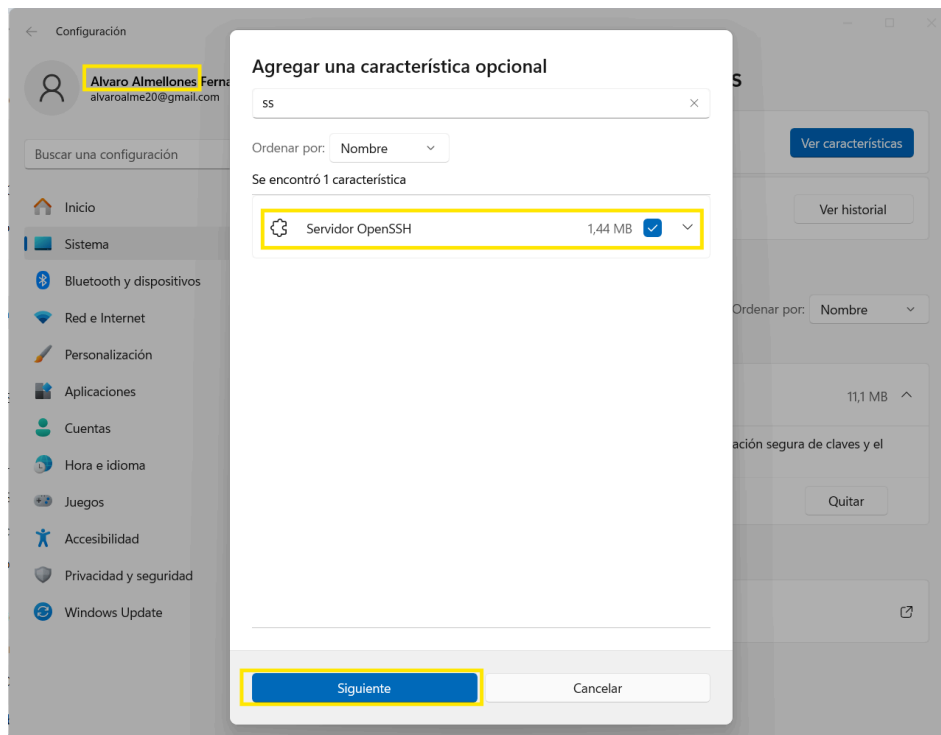 Configuración
Alvaro Almellones Ferna
alvaroalme20@gmail.com
Buscar una configuración
Inicio
Sistema
Bluetooth y dispositivos
Red e Internet
Personalización
Aplicaciones
Cuentas
Hora e idioma
Juegos
Accesibilidad
Privacidad y seguridad
Windows Update
Agregar una característica opcional
ss
Ordenar por: Nombre
Se encontró 1 característica
Servidor OpenSSH 1,44 MB
Siguiente Cancelar
s
Ver características
Ver historial
Ordenar por: Nombre
11,1 MB
ación segura de claves y el
Quitar